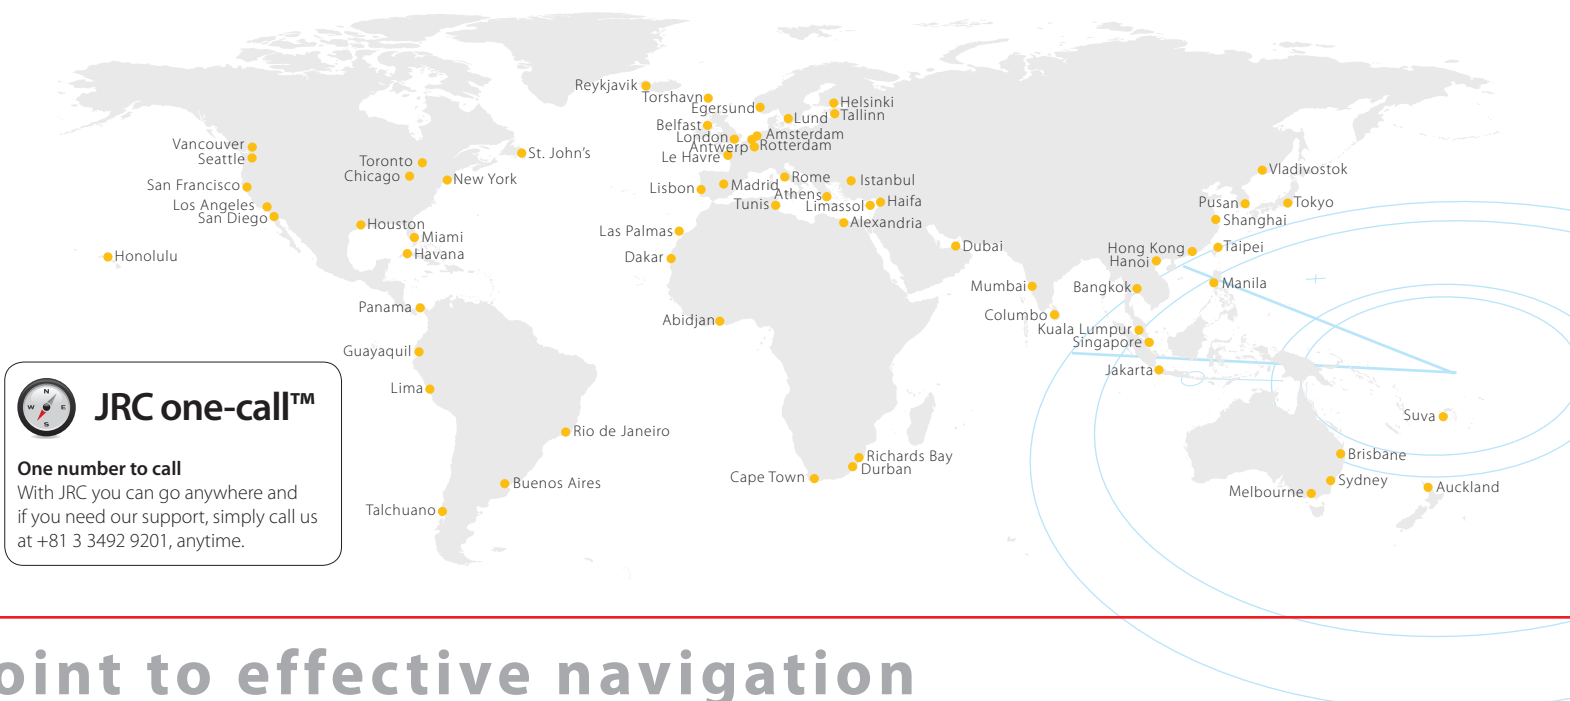 Reykjavik
Torshavn
Egersund
Helsinki
Tallinn
Lund
Belfast
London
Amsterdam
Antwerp
Rotterdam
Le Havre
Vancouver
Seattle
Toronto
Chicago
St. John's
New York
San Francisco
Los Angeles
San Diego
Houston
Miami
Havana
Honolulu
Lisbon
Madrid
Rome
Athens
Istanbul
Tunis
Limassol
Haifa
Alexandria
Las Palmas
Dakar
Dubai
Vladivostok
Pusan
Tokyo
Shanghai
Hong Kong
Taipei
Hanoi
Mumbai
Bangkok
Manila
Columbo
Kuala Lumpur
Singapore
Jakarta
Panama
Abidjan
Guayaquil
Lima
Rio de Janeiro
Buenos Aires
Talchuano
Cape Town
Richards Bay
Durban
Suva
Brisbane
Sydney
Melbourne
Auckland
N
W E
S
JRC one-call™
One number to call
With JRC you can go anywhere and
if you need our support, simply call us
at +81 3 3492 9201, anytime.
oint to effective navigation